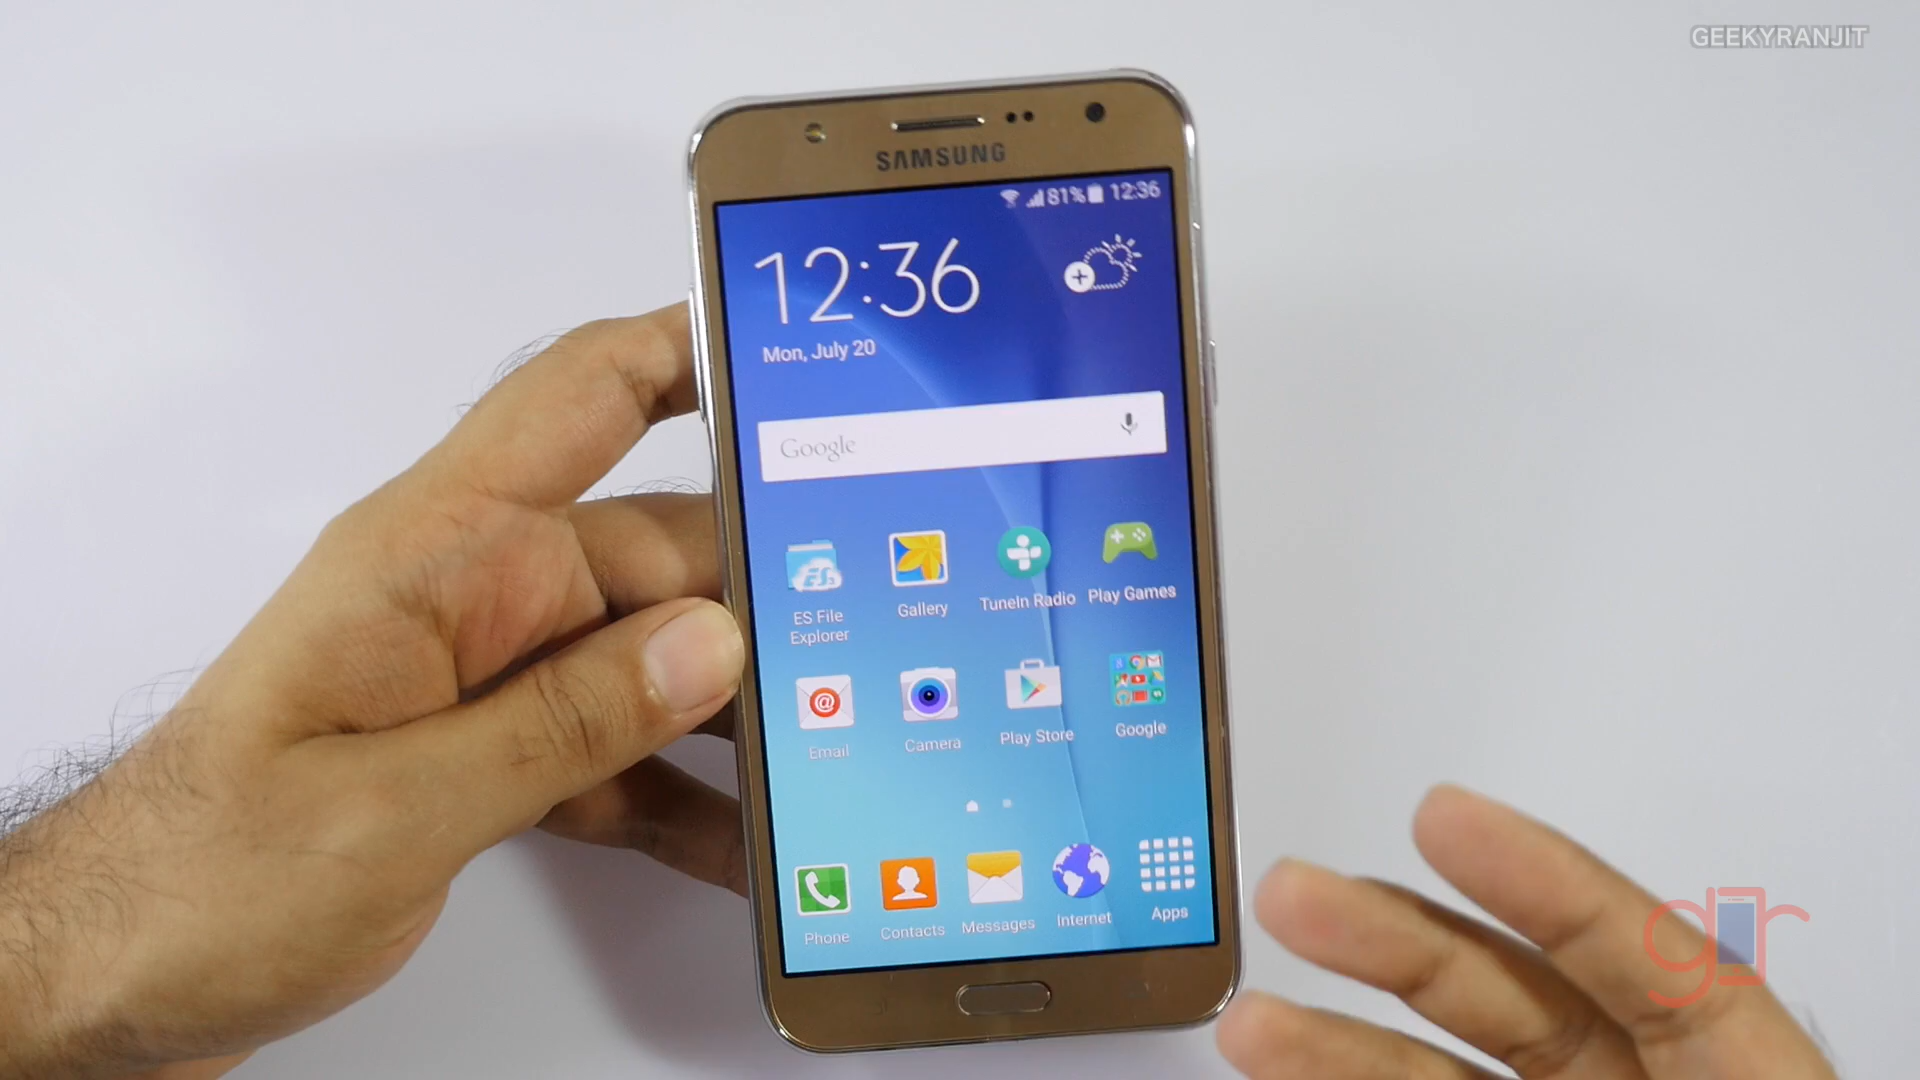 GEEKYRANJIT
SAMSUNG
81% 12:36
12:36
Mon, July 20
Google
ES File
Explorer
Gallery
TuneIn Radio
Play Games
Email
Camera
Play Store
Google
Phone
Contacts
Messages
Internet
Apps
gr